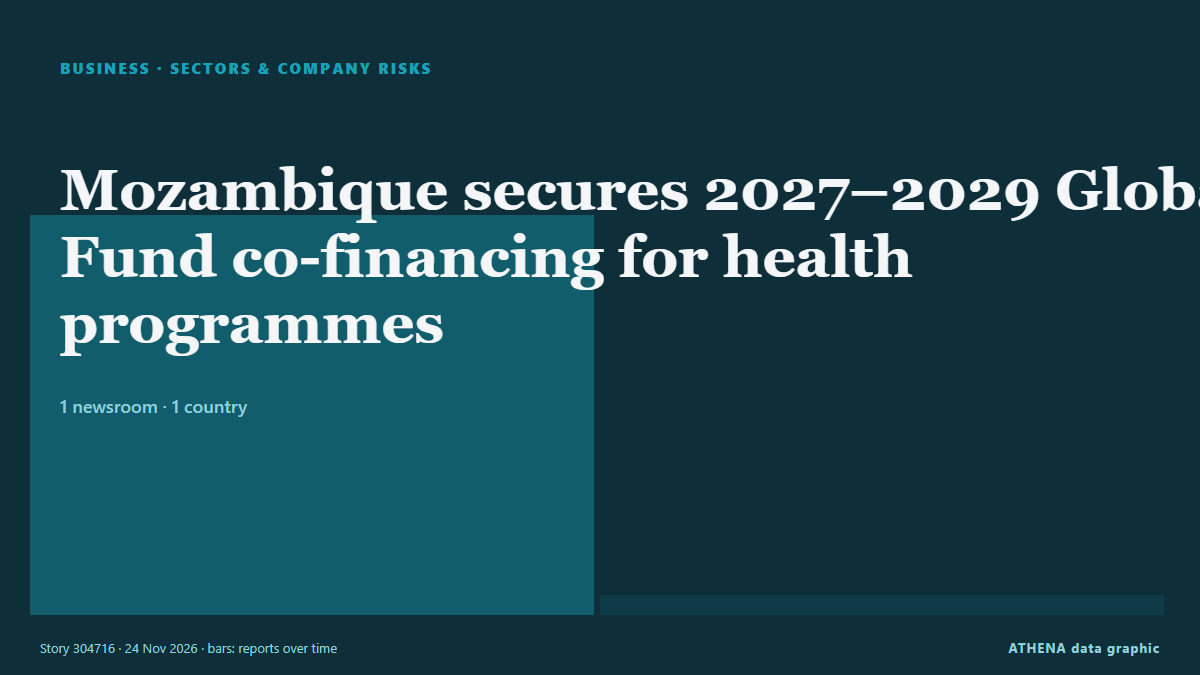 BUSINESS · SECTORS & COMPANY RISKS
Mozambique secures 2027–2029 Globa
Fund co-financing for health
programmes
1 newsroom · 1 country
Story 304716 · 24 Nov 2026 · bars: reports over time
ATHENA data graphic